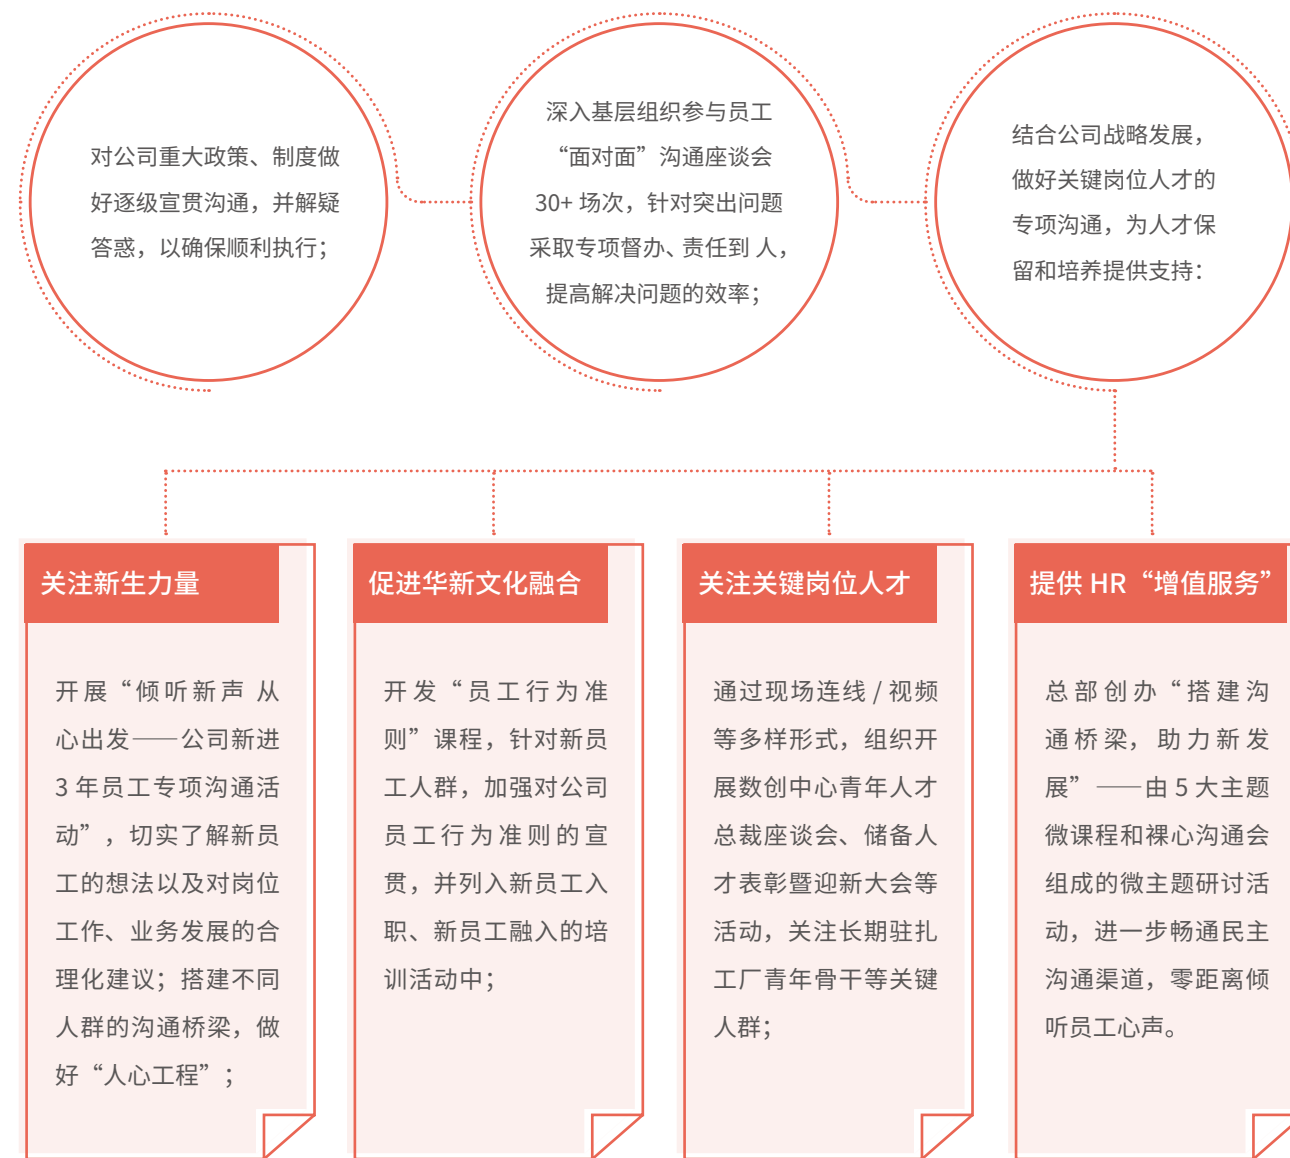 对公司重大政策、制度做
好逐级宣贯沟通，并解疑
答惑，以确保顺利执行；
深入基层组织参与员工
“面对面”沟通座谈会
30+ 场次，针对突出问题
采取专项督办、责任到 人，
提高解决问题的效率；
结合公司战略发展，
做好关键岗位人才的
专项沟通，为人才保
留和培养提供支持：
关注新生力量
开展“倾听新声 从
心出发——公司新进
3 年员工专项沟通活
动”，切实了解新员
工的想法以及对岗位
工作、业务发展的合
理化建议；搭建不同
人群的沟通桥梁，做
好“人心工程”；
促进华新文化融合
开发“员工行为准
则”课程，针对新员
工人群，加强对公司
员工行为准则的宣
贯，并列入新员工入
职、新员工融入的培
训活动中；
关注关键岗位人才
通过现场连线 / 视频
等多样形式，组织开
展数创中心青年人才
总裁座谈会、储备人
才表彰暨迎新大会等
活动，关注长期驻扎
工厂青年骨干等关键
人群；
提供 HR“增值服务”
总部创办“搭建沟
通桥梁，助力新发
展”——由 5 大主题
微课程和裸心沟通会
组成的微主题研讨活
动，进一步畅通民主
沟通渠道，零距离倾
听员工心声。